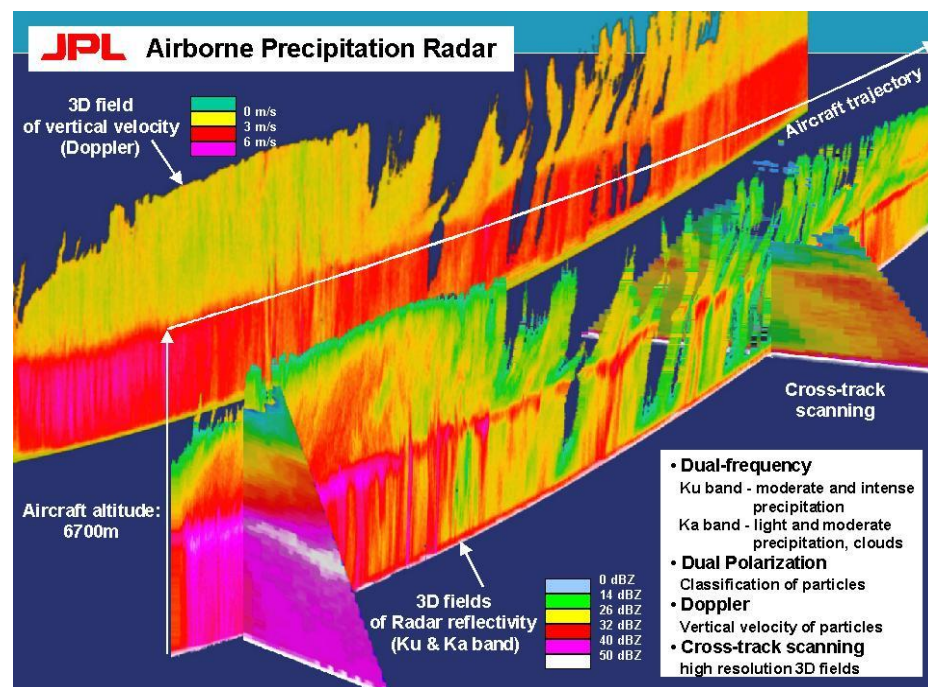 JPL Airborne Precipitation Radar
3D field
of vertical velocity
(Doppler)
0 m/s
3 m/s
6 m/s
Aircraft trajectory
Cross-track
scanning
Aircraft altitude:
6700m
3D fields
of Radar reflectivity
(Ku & Ka band)
0 dBZ
14 dBZ
26 dBZ
32 dBZ
40 dBZ
50 dBZ
• Dual-frequency
Ku band - moderate and intense
precipitation
Ka band - light and moderate
precipitation, clouds
• Dual Polarization
Classification of particles
• Doppler
Vertical velocity of particles
• Cross-track scanning
high resolution 3D fields